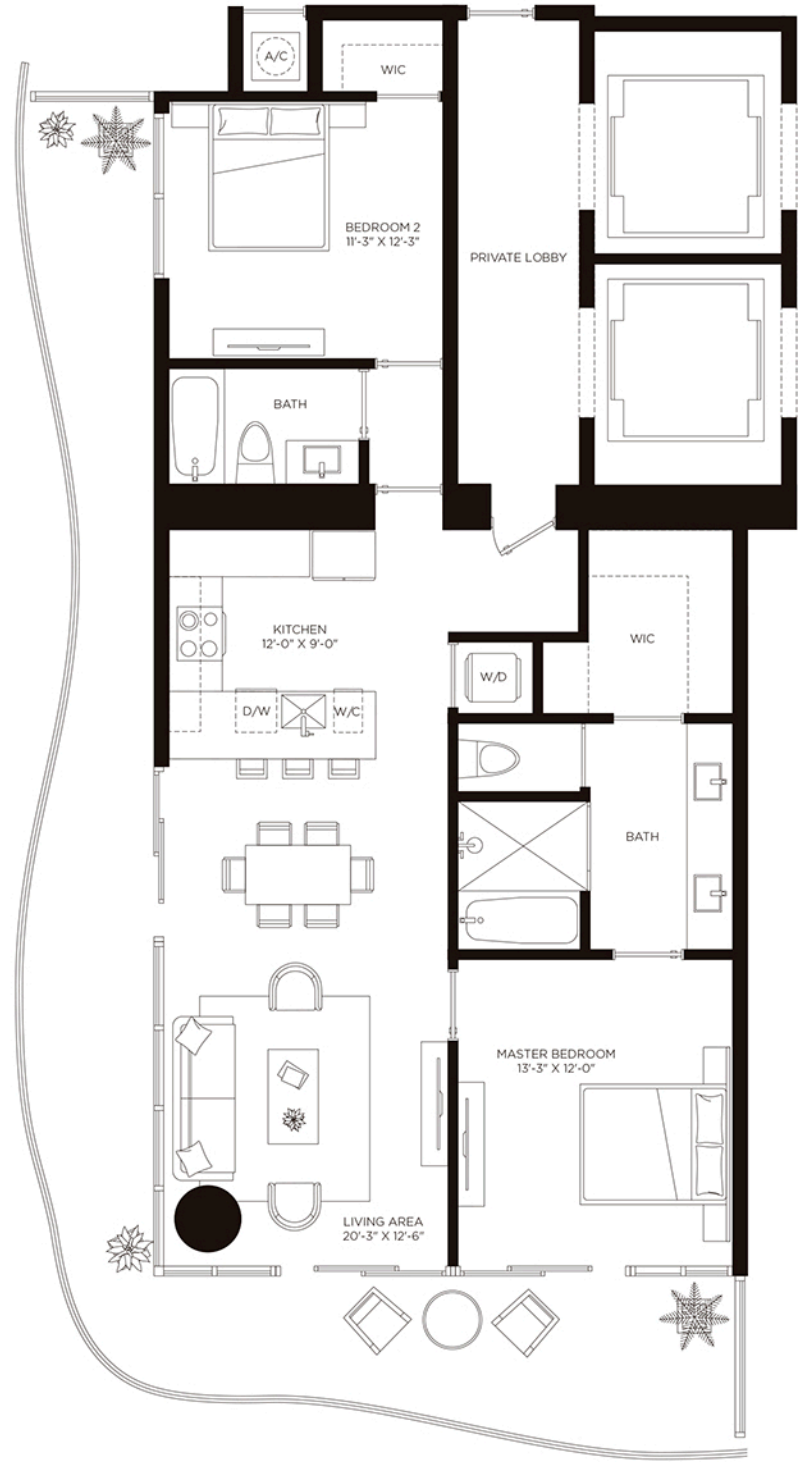 A/C
WIC
BEDROOM 2
11'-3" X 12'-3"
PRIVATE LOBBY
BATH
KITCHEN
12'-0" X 9'-0"
WIC
W/D
D/W
W/C
BATH
MASTER BEDROOM
13'-3" X 12'-0"
LIVING AREA
20'-3" X 12'-6"